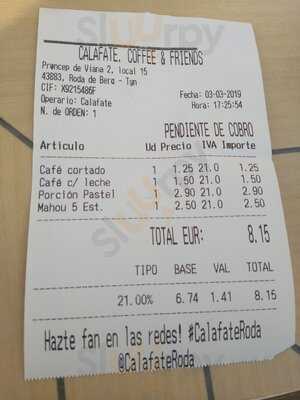 CALAFATE, COFFEE & FRIENDS
Príncep de Viana 2, local 15
43883, Roda de Berà - Tgn
CIF: X9215486F
Operario: Calafate
N. de ORDEN: 1
Fecha: 03-03-2019
Hora: 17:25:54
PENDIENTE DE COBRO
Articulo Ud Precio IVA Importe
Café cortado 1 1.25 21.0 1.25
Café c/ leche 1 1.50 21.0 1.50
Porción Pastel 1 2.90 21.0 2.90
Mahou 5 Est. 1 2.50 21.0 2.50
TOTAL EUR: 8.15
TIPO BASE VAL TOTAL
21.00% 6.74 1.41 8.15
Hazte fan en las redes! #CalafateRoda
@CalafateRoda
sluurpy
sluurpy
sluurpy